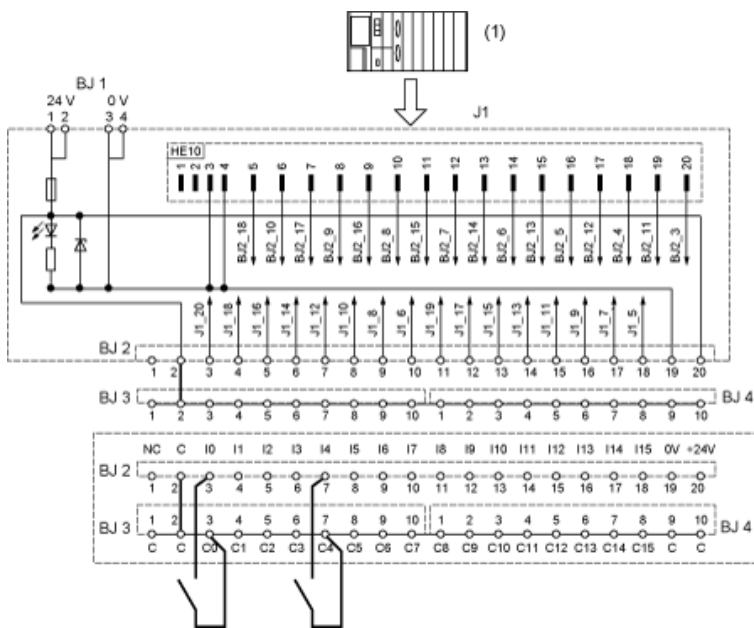 (1)
BJ 1
24 V 0 V
1 2 3 4
J1
HE10
1 2 3 4 5 6 7 8 9 10 11 12 13 14 15 16 17 18 19 20
BJ2_18 BJ2_10 BJ2_17 BJ2_9 BJ2_16 BJ2_8 BJ2_15 BJ2_7 BJ2_14 BJ2_6 BJ2_13 BJ2_5 BJ2_12 BJ2_4 BJ2_11 BJ2_3
J1_20 J1_18 J1_16 J1_14 J1_12 J1_10 J1_8 J1_6 J1_19 J1_17 J1_15 J1_13 J1_11 J1_9 J1_7 J1_5
BJ 2
1 2 3 4 5 6 7 8 9 10 11 12 13 14 15 16 17 18 19 20
BJ 3 BJ 4
1 2 3 4 5 6 7 8 9 10 1 2 3 4 5 6 7 8 9 10
NC C I0 I1 I2 I3 I4 I5 I6 I7 I8 I9 I10 I11 I12 I13 I14 I15 0V +24V
BJ 2
1 2 3 4 5 6 7 8 9 10 11 12 13 14 15 16 17 18 19 20
BJ 3 1 2 3 4 5 6 7 8 9 10 1 2 3 4 5 6 7 8 9 10 BJ 4
C C C0 C1 C2 C3 C4 C5 C6 C7 C8 C9 C10 C11 C12 C13 C14 C15 C C